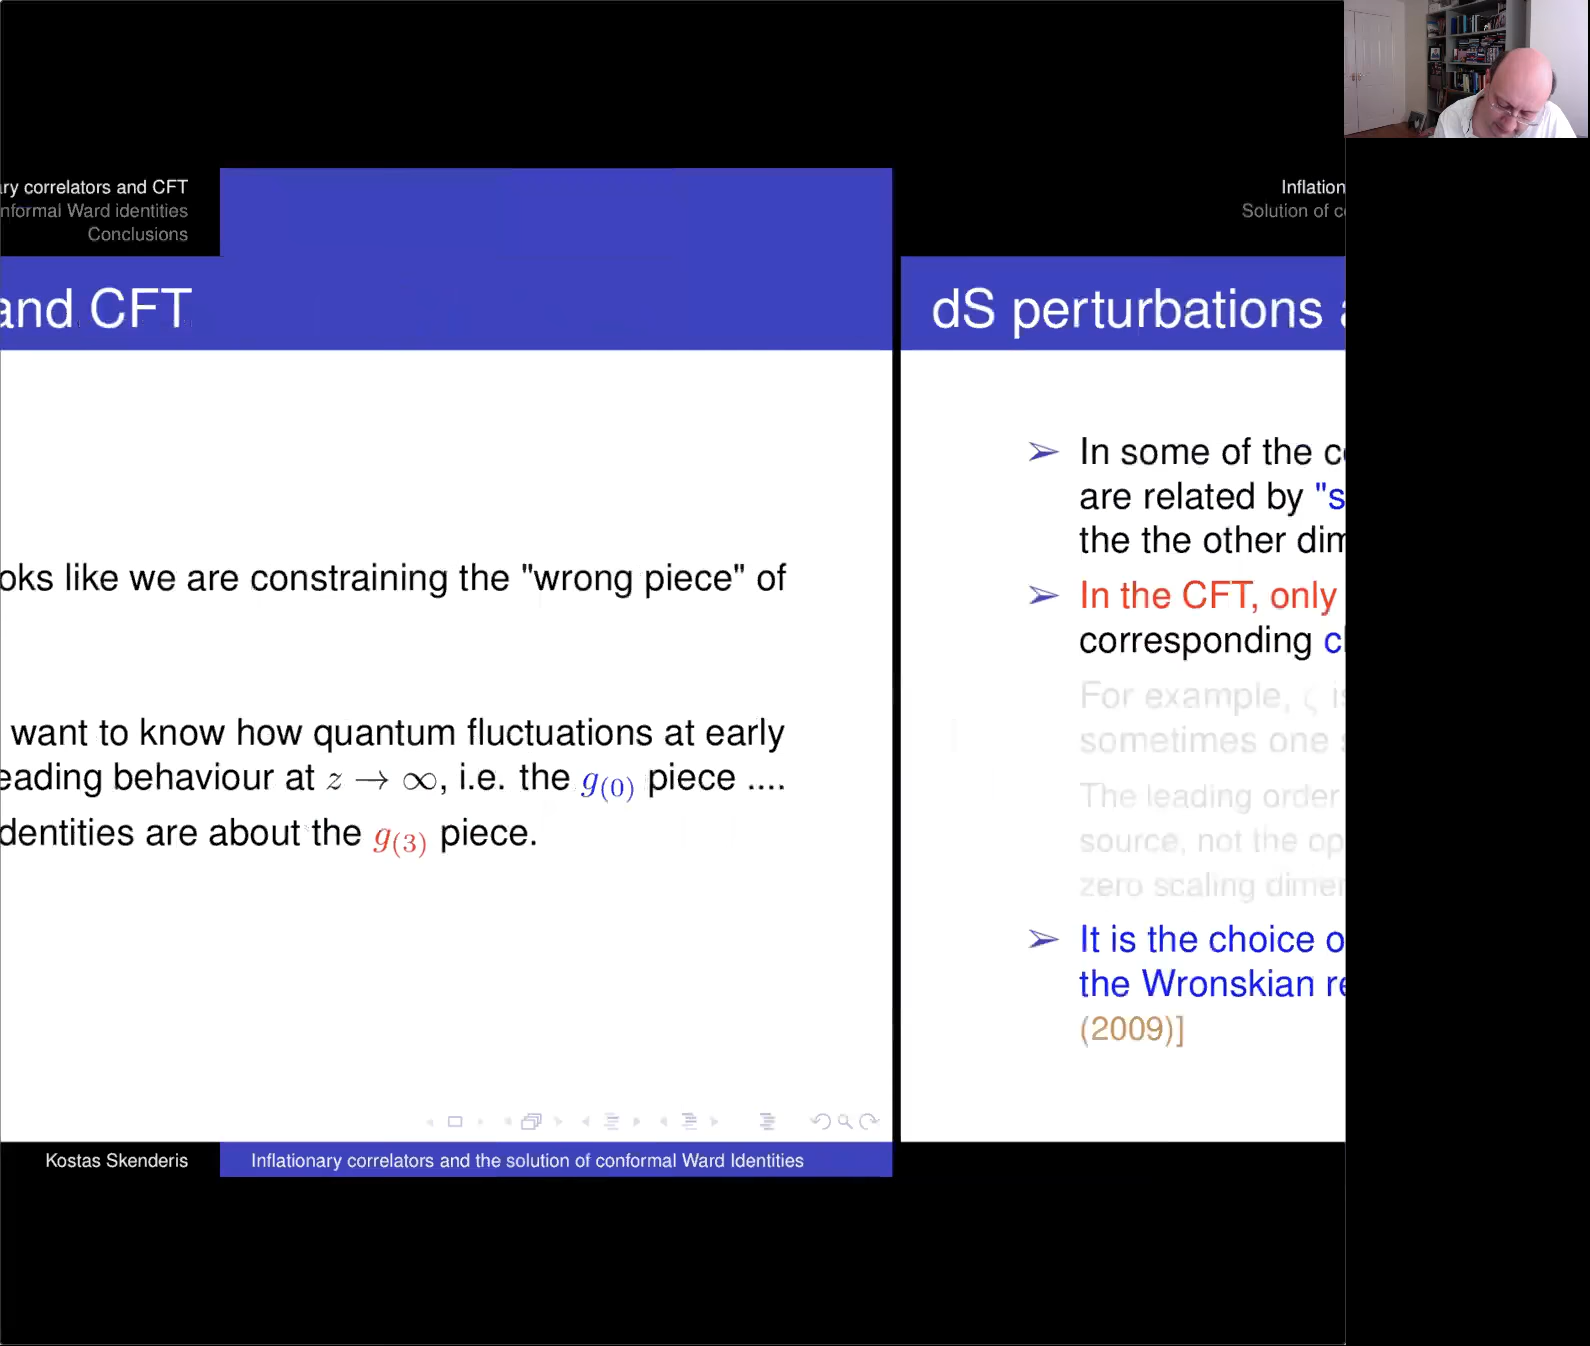 ry correlators and CFT
nformal Ward identities
Conclusions
and CFT
oks like we are constraining the "wrong piece" of
want to know how quantum fluctuations at early
eading behaviour at z → ∞, i.e. the g(0) piece ....
dentities are about the g(3) piece.
Kostas Skenderis
Inflationary correlators and the solution of conformal Ward Identities
Inflation
Solution of c
dS perturbations a
➢ In some of the c
are related by "s
the the other dim
➢ In the CFT, only
corresponding c
For example, ζ is
sometimes one s
The leading order
source, not the op
zero scaling dimen
➢ It is the choice o
the Wronskian re
(2009)]